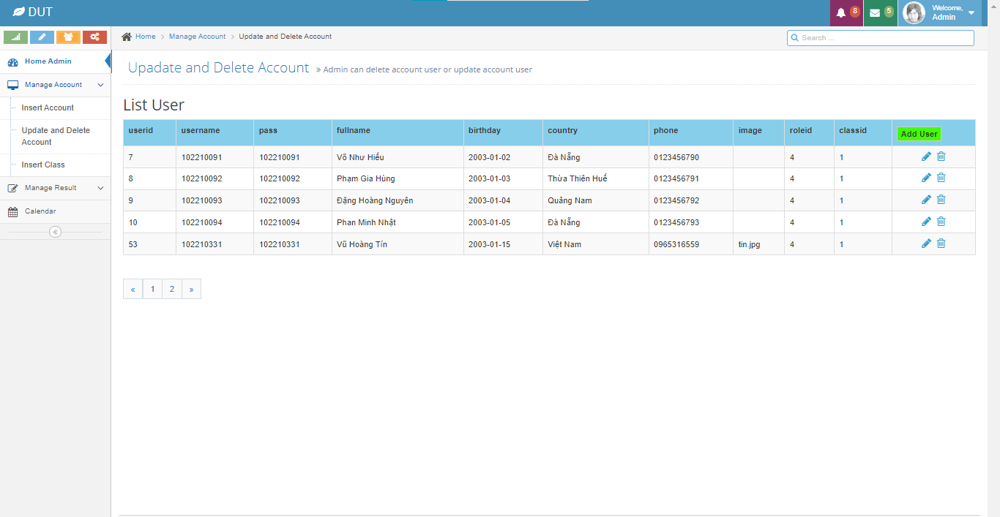 DUT
8
5
Welcome,
Admin
Home
Manage Account
Update and Delete Account
Search ...
Home Admin
Manage Account
Insert Account
Update and Delete
Account
Insert Class
Manage Result
Calendar
Upadate and Delete Account » Admin can delete account user or update account user
List User
userid username pass fullname birthday country phone image roleid classid Add User
7 102210091 102210091 Võ Như Hiếu 2003-01-02 Đà Nẵng 0123456790 4 1
8 102210092 102210092 Phạm Gia Hùng 2003-01-03 Thừa Thiên Huế 0123456791 4 1
9 102210093 102210093 Đặng Hoàng Nguyên 2003-01-04 Quảng Nam 0123456792 4 1
10 102210094 102210094 Phan Minh Nhật 2003-01-05 Đà Nẵng 0123456793 4 1
53 102210331 102210331 Vũ Hoàng Tín 2003-01-15 Việt Nam 0965316559 tin.jpg 4 1
« 1 2 »